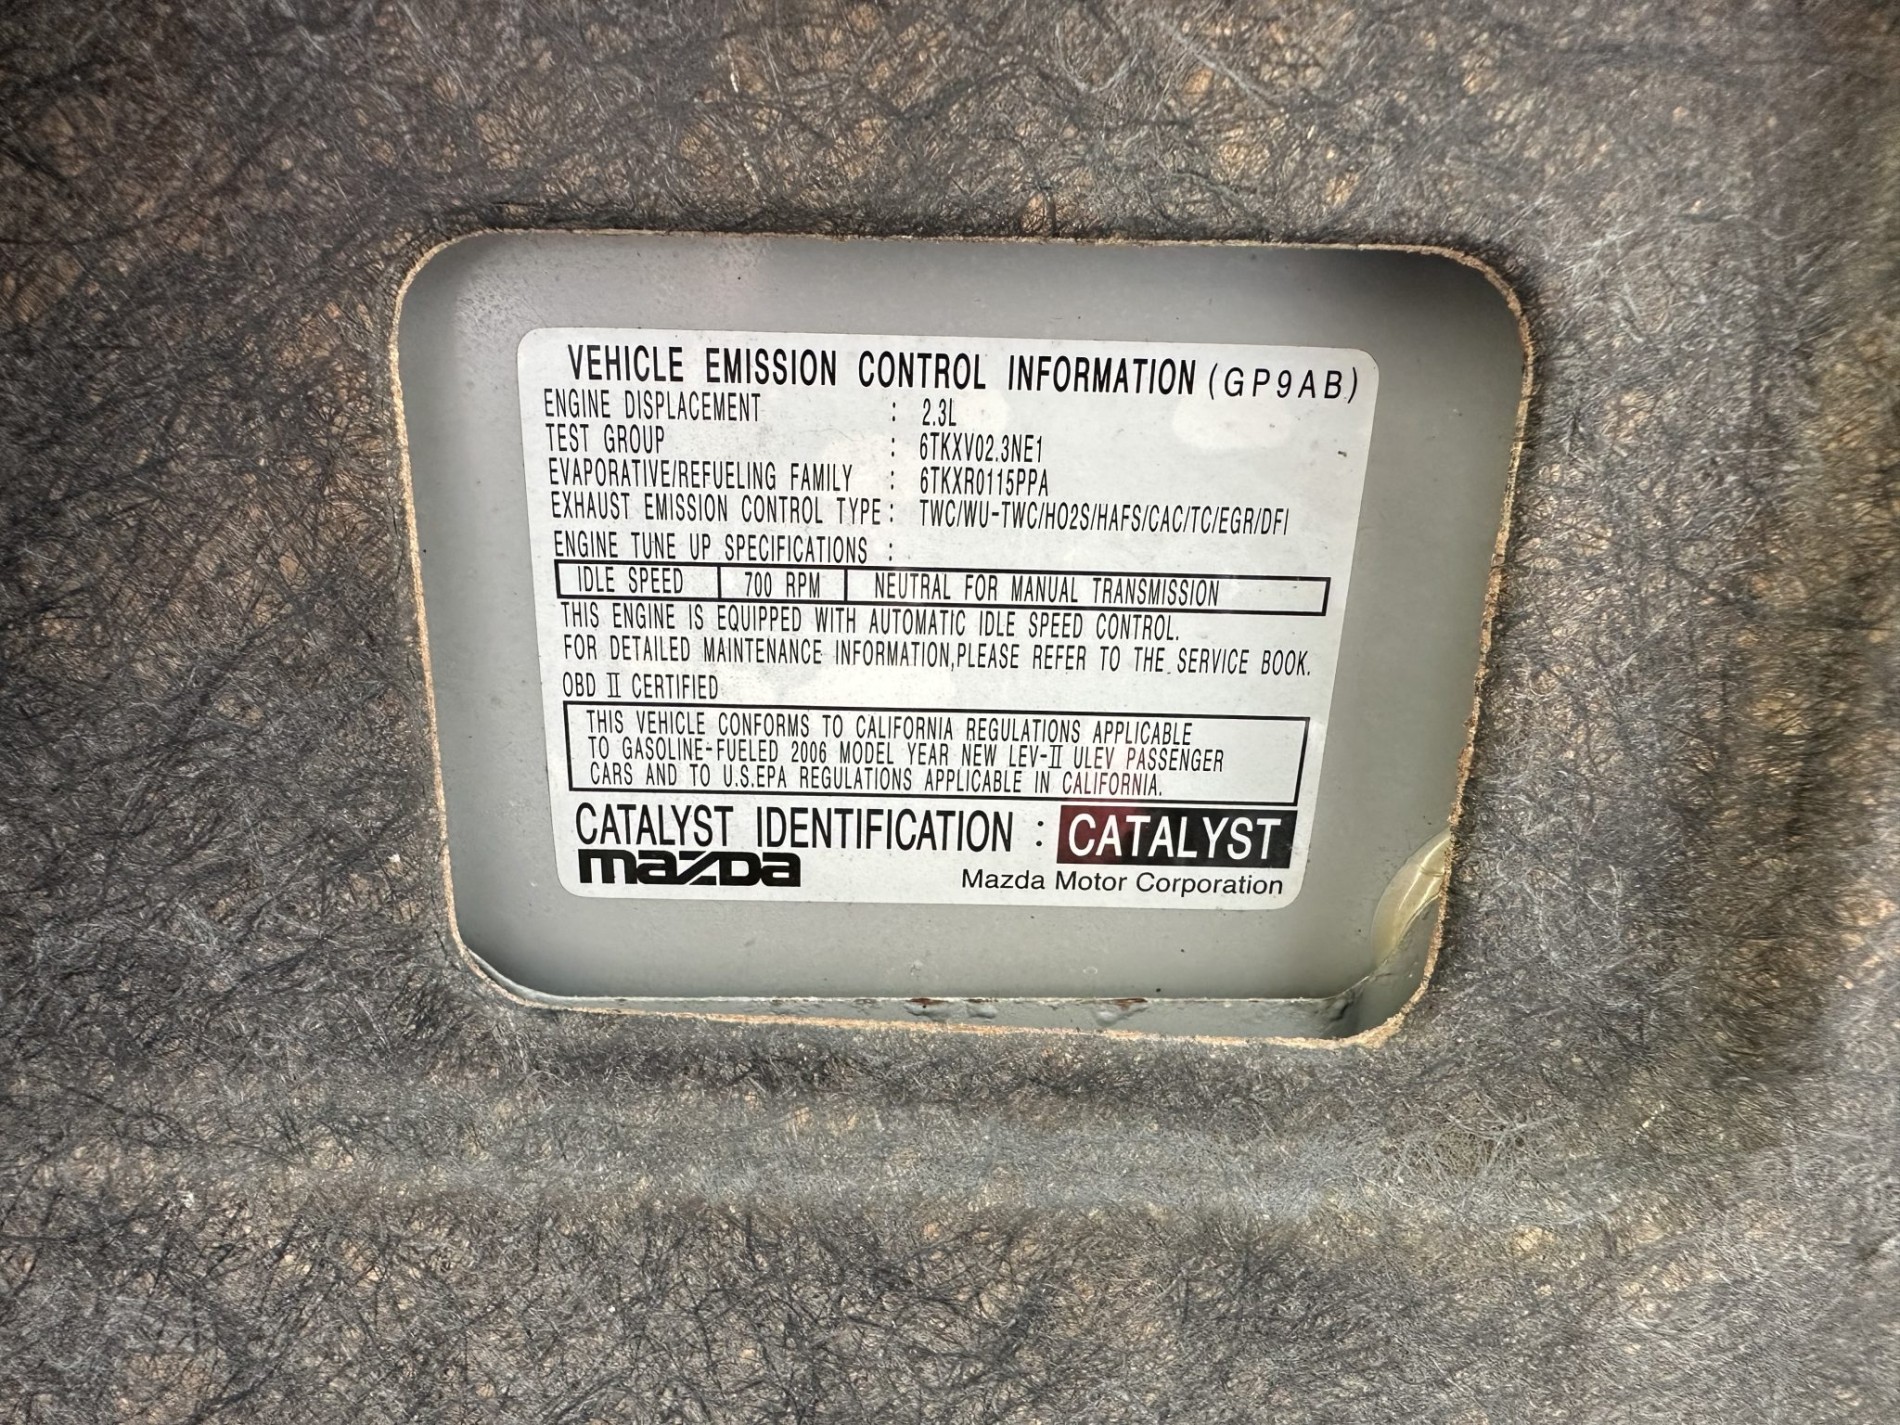 VEHICLE EMISSION CONTROL INFORMATION (GP9AB)
ENGINE DISPLACEMENT : 2.3L
TEST GROUP : 6TKXV02.3NE1
EVAPORATIVE/REFUELING FAMILY : 6TKXR0115PPA
EXHAUST EMISSION CONTROL TYPE : TWC/WU-TWC/HO2S/HAFS/CAC/TC/EGR/DFI
ENGINE TUNE UP SPECIFICATIONS :
IDLE SPEED 700 RPM NEUTRAL FOR MANUAL TRANSMISSION
THIS ENGINE IS EQUIPPED WITH AUTOMATIC IDLE SPEED CONTROL.
FOR DETAILED MAINTENANCE INFORMATION,PLEASE REFER TO THE SERVICE BOOK.
OBD Ⅱ CERTIFIED
THIS VEHICLE CONFORMS TO CALIFORNIA REGULATIONS APPLICABLE
TO GASOLINE-FUELED 2006 MODEL YEAR NEW LEV-Ⅱ ULEV PASSENGER
CARS AND TO U.S.EPA REGULATIONS APPLICABLE IN CALIFORNIA.
CATALYST IDENTIFICATION : CATALYST
mazda Mazda Motor Corporation